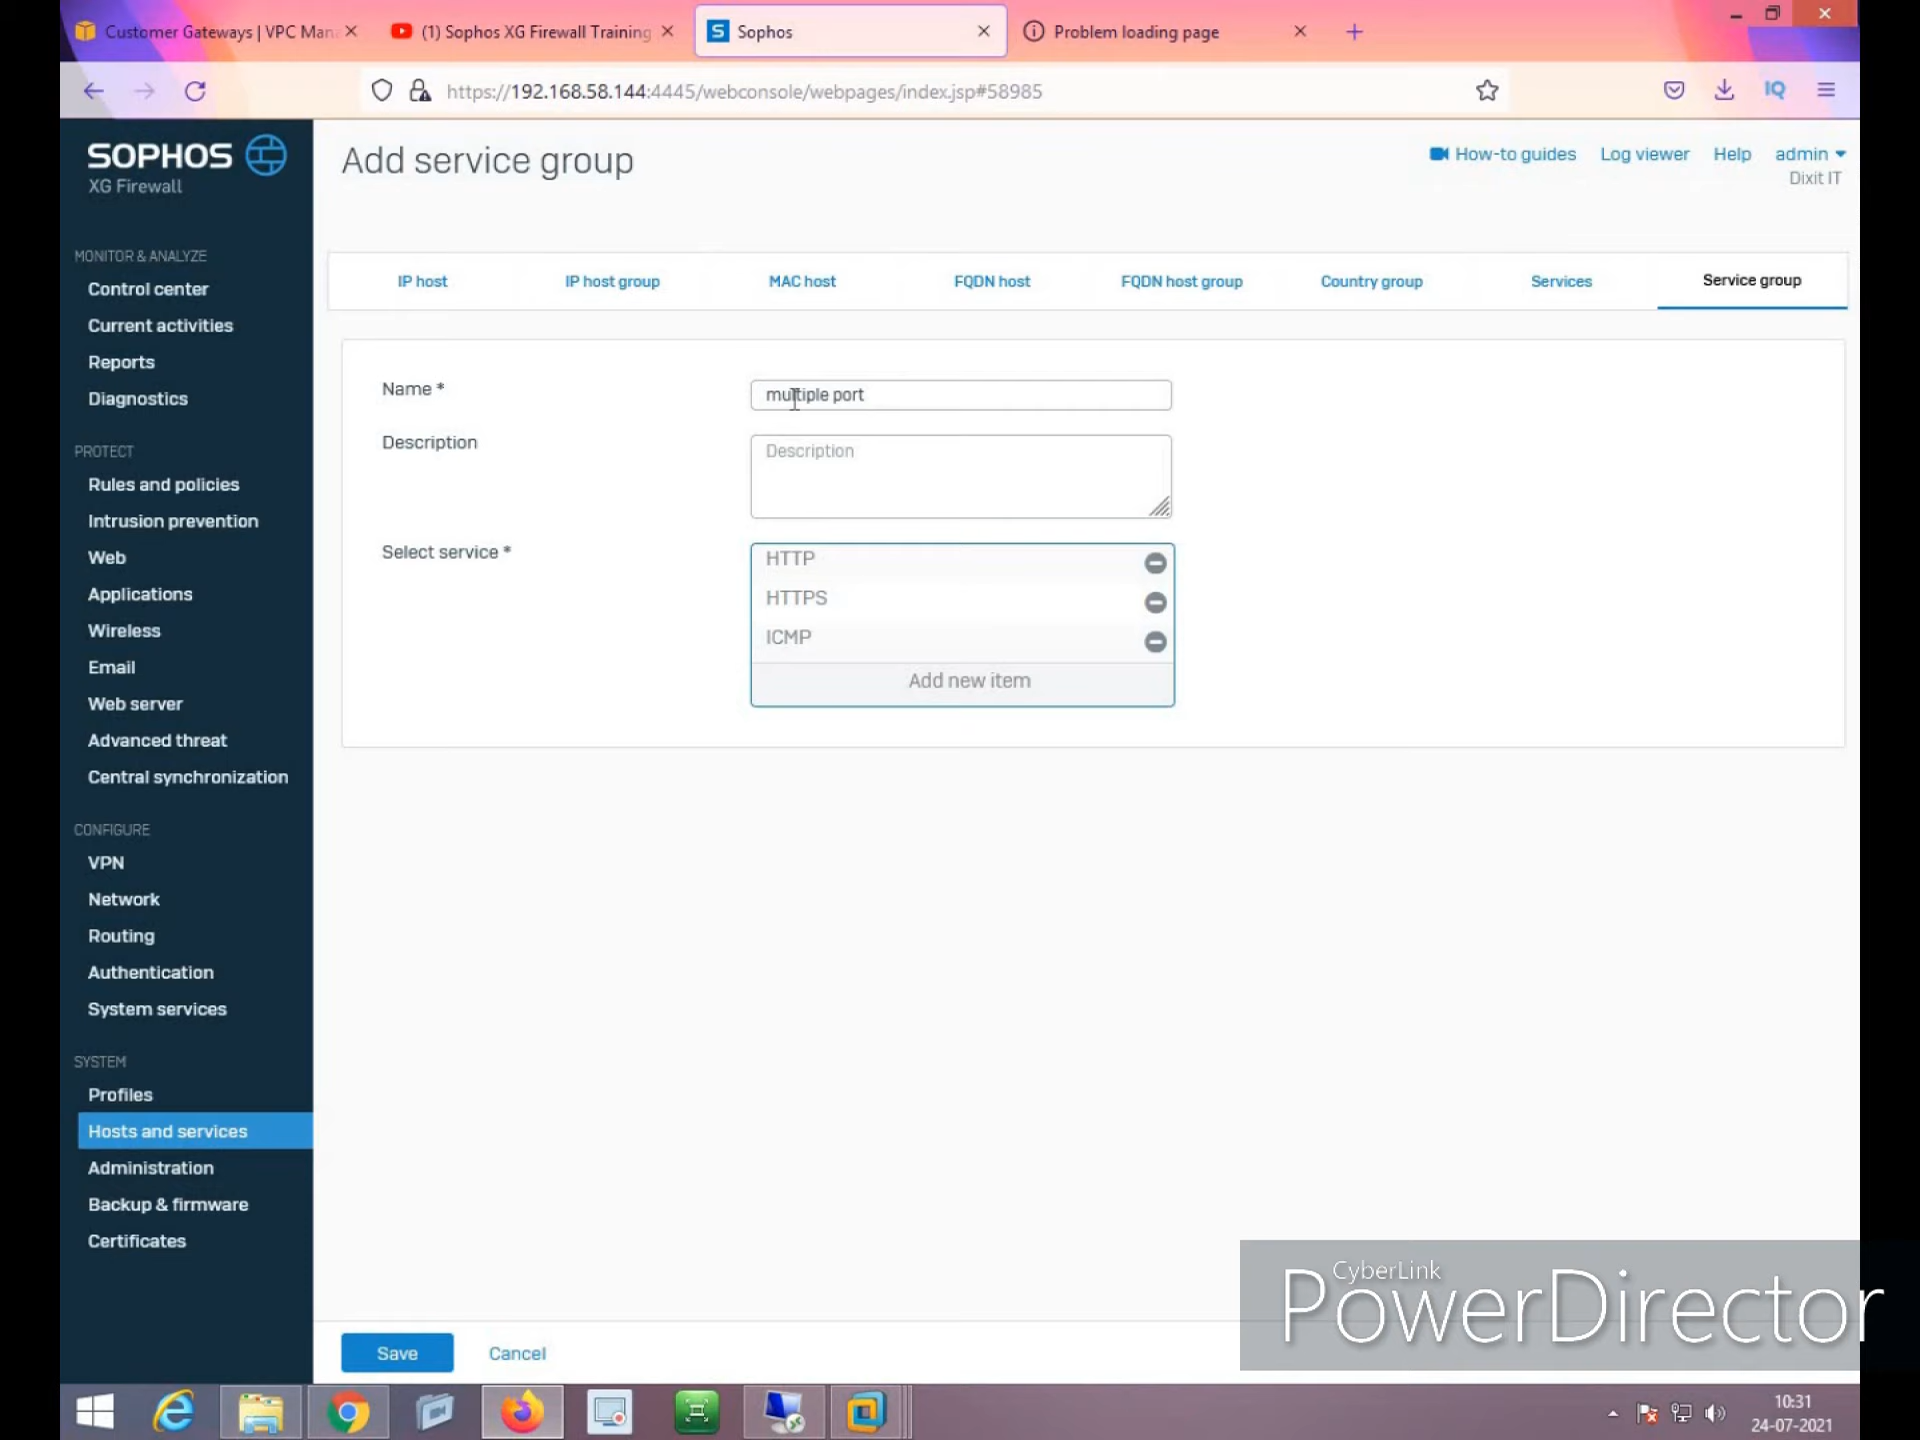 Customer Gateways | VPC Mana
(1) Sophos XG Firewall Training
Sophos
Problem loading page
https://192.168.58.144:4445/webconsole/webpages/index.jsp#58985
IQ
SOPHOS
XG Firewall
Add service group
How-to guides
Log viewer
Help
admin
Dixit IT
MONITOR & ANALYZE
Control center
Current activities
Reports
Diagnostics
PROTECT
Rules and policies
Intrusion prevention
Web
Applications
Wireless
Email
Web server
Advanced threat
Central synchronization
CONFIGURE
VPN
Network
Routing
Authentication
System services
SYSTEM
Profiles
Hosts and services
Administration
Backup & firmware
Certificates
IP host
IP host group
MAC host
FQDN host
FQDN host group
Country group
Services
Service group
Name *
multiple port
Description
Description
Select service *
HTTP
HTTPS
ICMP
Add new item
Save
Cancel
CyberLink
PowerDirector
10:31
24-07-2021